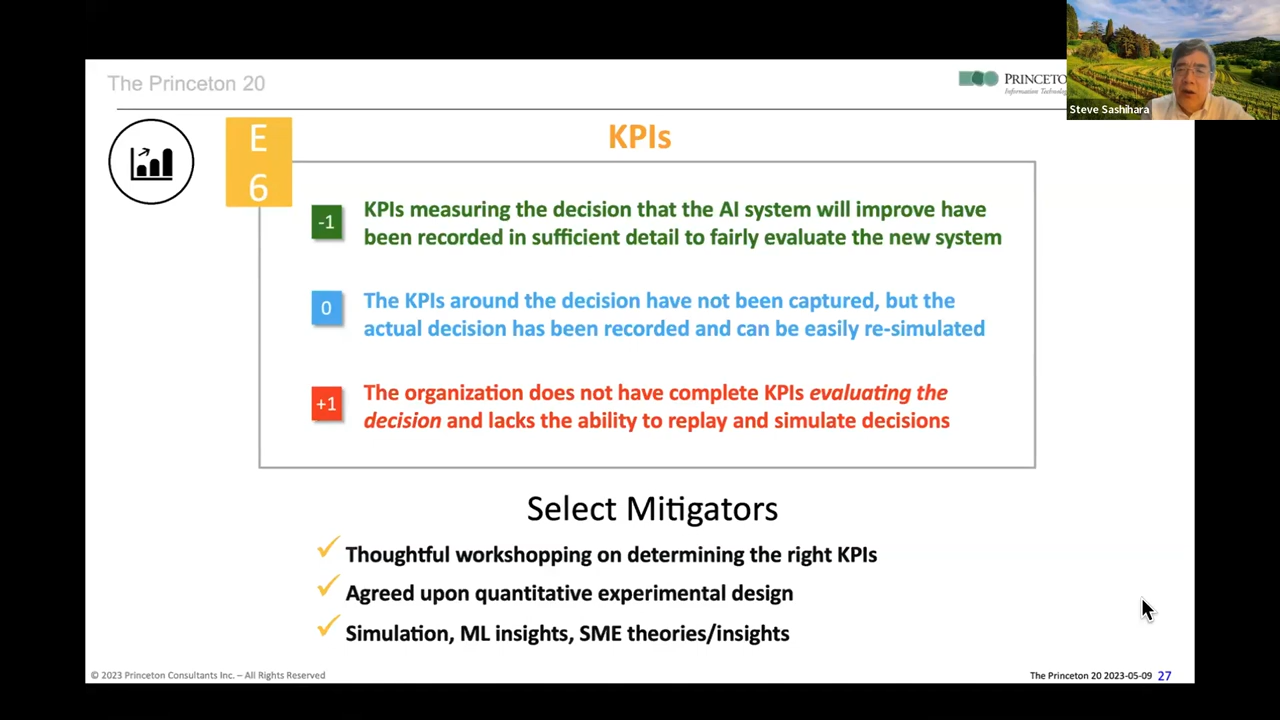 The Princeton 20
PRINCETO
Information Technolog
Steve Sashihara
E
6
KPIs
-1
KPIs measuring the decision that the AI system will improve have
been recorded in sufficient detail to fairly evaluate the new system
0
The KPIs around the decision have not been captured, but the
actual decision has been recorded and can be easily re-simulated
+1
The organization does not have complete KPIs evaluating the
decision and lacks the ability to replay and simulate decisions
Select Mitigators
Thoughtful workshopping on determining the right KPIs
Agreed upon quantitative experimental design
Simulation, ML insights, SME theories/insights
© 2023 Princeton Consultants Inc. – All Rights Reserved
The Princeton 20 2023-05-09 27